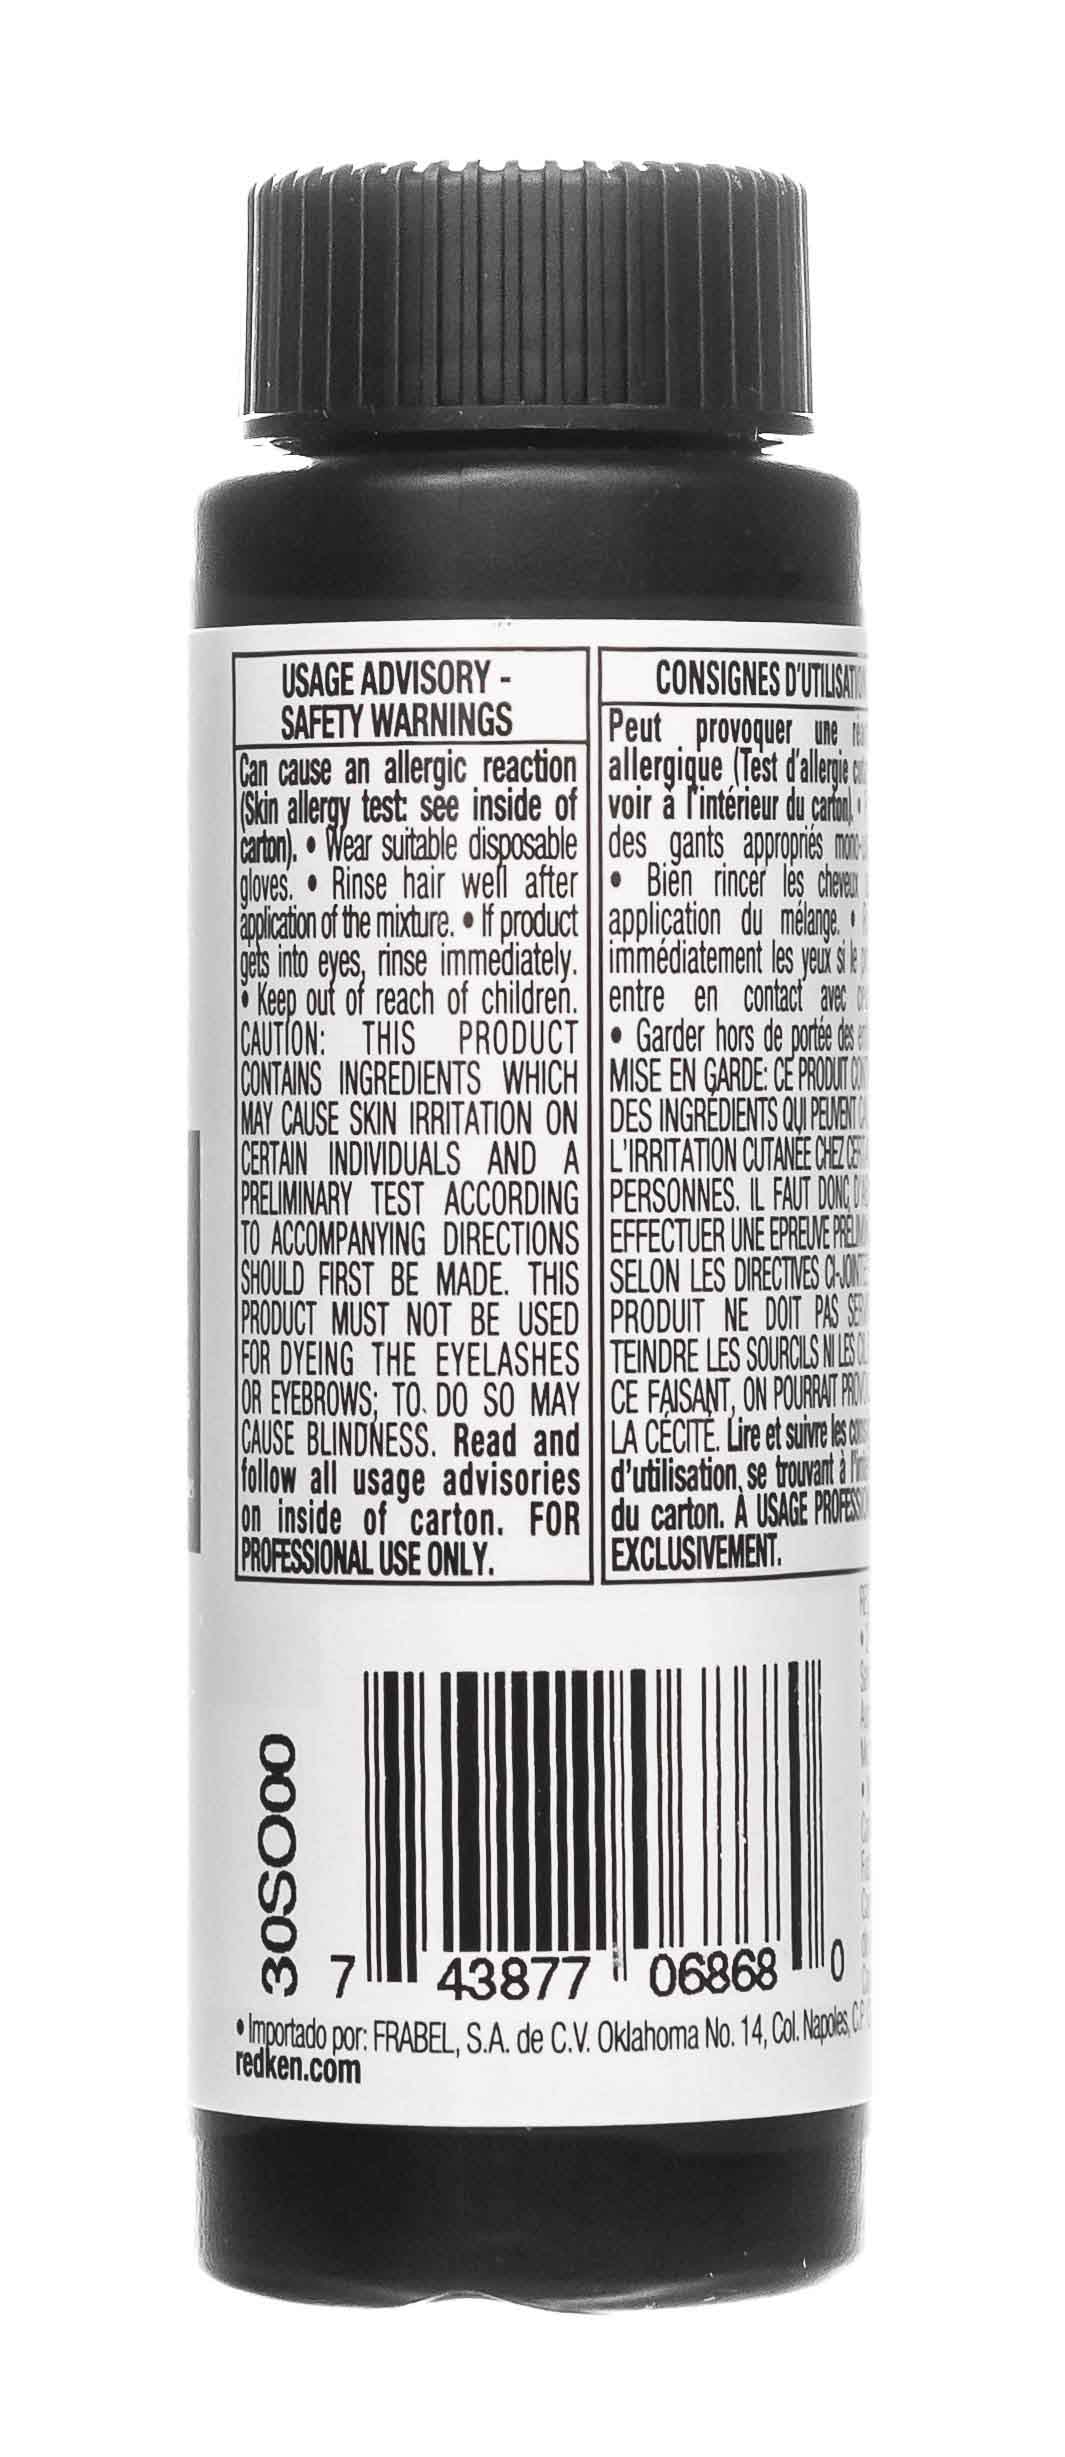 USAGE ADVISORY -
SAFETY WARNINGS
Can cause an allergic reaction
(Skin allergy test: see inside of
carton). • Wear suitable disposable
gloves. • Rinse hair well after
application of the mixture. • If product
gets into eyes, rinse immediately.
• Keep out of reach of children.
CAUTION: THIS PRODUCT
CONTAINS INGREDIENTS WHICH
MAY CAUSE SKIN IRRITATION ON
CERTAIN INDIVIDUALS AND A
PRELIMINARY TEST ACCORDING
TO ACCOMPANYING DIRECTIONS
SHOULD FIRST BE MADE. THIS
PRODUCT MUST NOT BE USED
FOR DYEING THE EYELASHES
OR EYEBROWS; TO DO SO MAY
CAUSE BLINDNESS. Read and
follow all usage advisories
on inside of carton. FOR
PROFESSIONAL USE ONLY.
CONSIGNES D'UTILISATIO
Peut provoquer une
allergique (Test d'allergie
voir à l'intérieur du carton). •
des gants appropriés mono-
• Bien rincer les cheveux
application du mélange. •
immédiatement les yeux si le
entre en contact avec
• Garder hors de portée des
MISE EN GARDE: CE PRODUIT
DES INGRÉDIENTS QUI PEUVENT
L'IRRITATION CUTANÉE CHEZ
PERSONNES. IL FAUT DONC,
EFFECTUER UNE ÉPREUVE
SELON LES DIRECTIVES
PRODUIT NE DOIT PAS
TEINDRE LES SOURCILS NI LES
CE FAISANT, ON POURRAIT
LA CÉCITÉ. Lire et suivre les
d'utilisation se trouvant à
du carton. À USAGE
EXCLUSIVEMENT.
30SO00
7 43877 06868 0
• Importado por: FRABEL, S.A. de C.V. Oklahoma No. 14, Col. Napoles, C.P.
redken.com